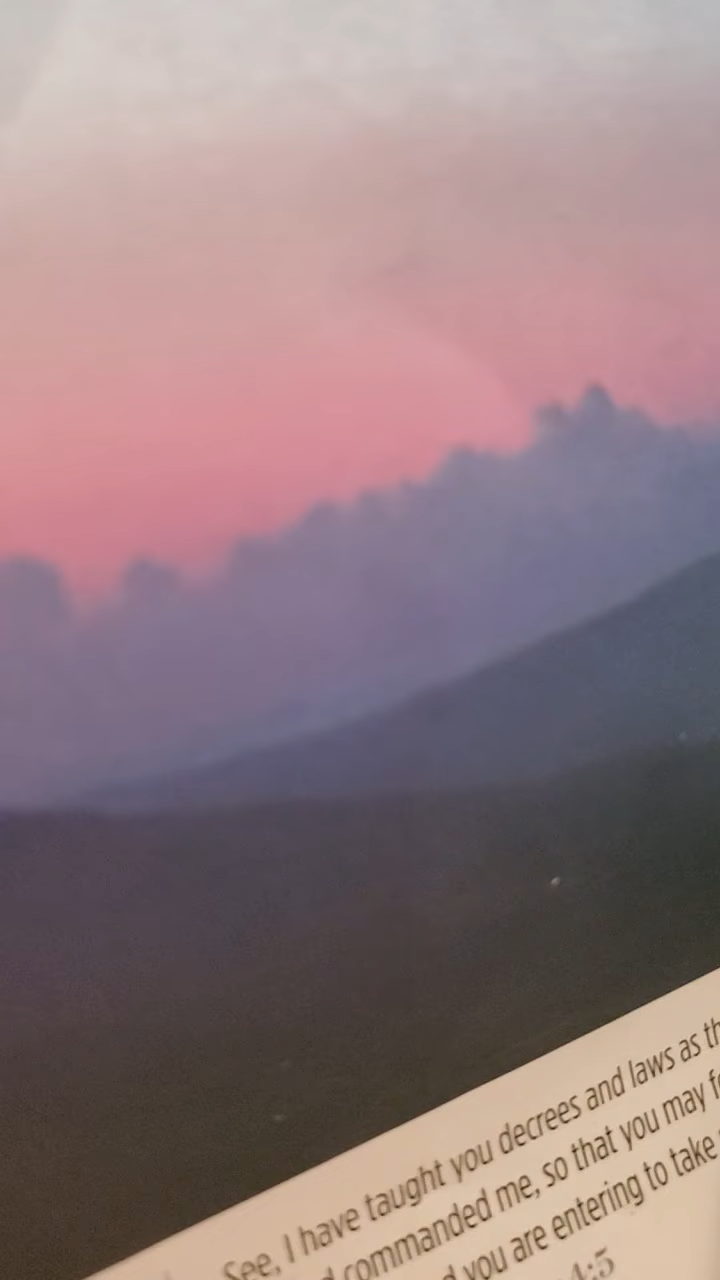 See, I have taught you decrees and laws as
commanded me, so that you may
you are entering to take
4:5